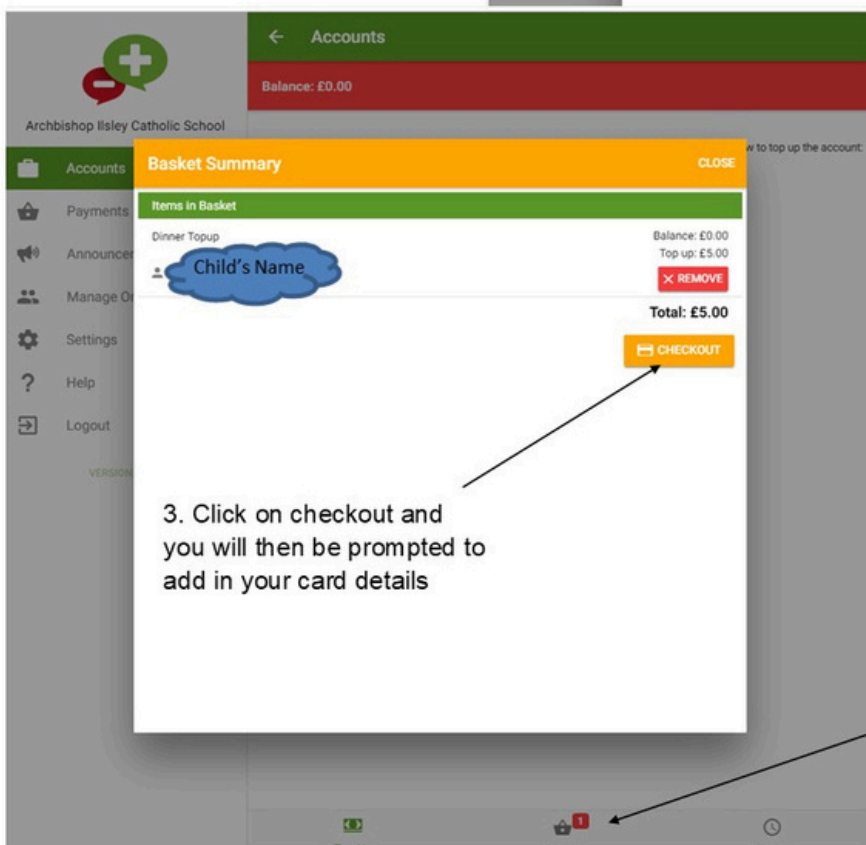 Archbishop Ilsley Catholic School
Accounts
Payments
Announcer
Manage Or
Settings
Help
Logout
VERSION
← Accounts
Balance: £0.00
w to top up the account:
Basket Summary
CLOSE
Items in Basket
Dinner Topup
Balance: £0.00
Top up: £5.00
Child's Name
× REMOVE
Total: £5.00
CHECKOUT
3. Click on checkout and
you will then be prompted to
add in your card details
1